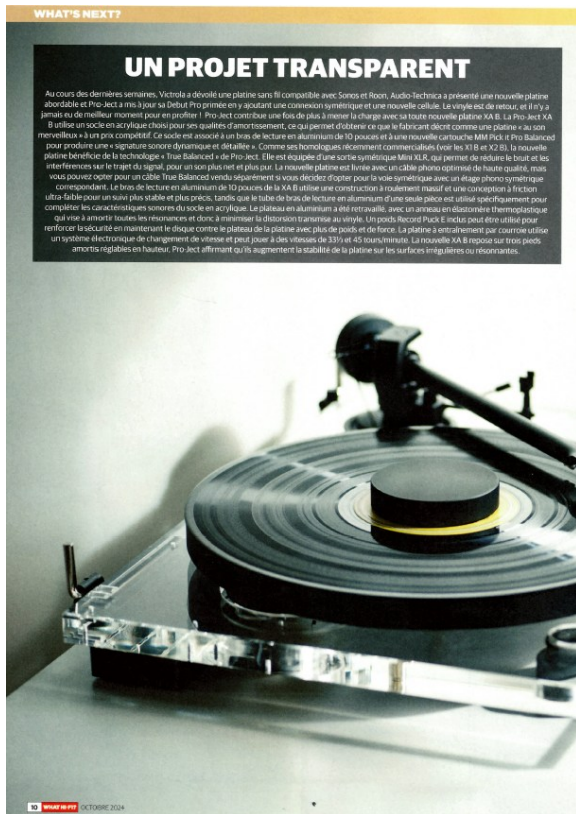 WHAT'S NEXT?
UN PROJET TRANSPARENT
Au cours des dernières semaines, Victrola a dévoilé une platine sans fil compatible avec Sonos et Roon, Audio-Technica a présenté une nouvelle platine
abordable et Pro-Ject a mis à jour sa Debut Pro primée en y ajoutant une connexion symétrique et une nouvelle cellule. Le vinyle est de retour, et il n'y a
jamais eu de meilleur moment pour en profiter ! Pro-Ject contribue une fois de plus à mener la charge avec sa toute nouvelle platine XA B. La Pro-Ject XA
B utilise un socle en acrylique choisi pour ses qualités d'amortissement, ce qui permet d'obtenir ce que le fabricant décrit comme une platine « au son
merveilleux » à un prix compétitif. Ce socle est associé à un bras de lecture en aluminium de 10 pouces et à une nouvelle cartouche MM Pick it Pro Balanced
pour produire une « signature sonore dynamique et détaillée ». Comme ses homologues récemment commercialisés (voir les X1 B et X2 B), la nouvelle
platine bénéficie de la technologie « True Balanced » de Pro-Ject. Elle est équipée d'une sortie symétrique Mini XLR, qui permet de réduire le bruit et les
interférences sur le trajet du signal, pour un son plus net et plus pur. La nouvelle platine est livrée avec un câble phono optimisé de haute qualité, mais
vous pouvez opter pour un câble True Balanced vendu séparément si vous décidez d'opter pour la voie symétrique avec un étage phono symétrique
correspondant. Le bras de lecture en aluminium de 10 pouces de la XA B utilise une construction à roulement massif et une conception à friction
ultra-faible pour un suivi plus stable et plus précis, tandis que le tube de bras de lecture en aluminium d'une seule pièce est utilisé spécifiquement pour
compléter les caractéristiques sonores du socle en acrylique. Le plateau en aluminium a été retravaillé, avec un anneau en élastomère thermoplastique
qui vise à amortir toutes les résonances et donc à minimiser la distorsion transmise au vinyle. Un poids Record Puck E inclus peut être utilisé pour
renforcer la sécurité en maintenant le disque contre le plateau de la platine avec plus de poids et de force. La platine à entraînement par courroie utilise
un système électronique de changement de vitesse et peut jouer à des vitesses de 33⅓ et 45 tours/minute. La nouvelle XA B repose sur trois pieds
amortis réglables en hauteur, Pro-Ject affirmant qu'ils augmentent la stabilité de la platine sur les surfaces irrégulières ou résonnantes.
10 WHAT HI-FI? OCTOBRE 2024